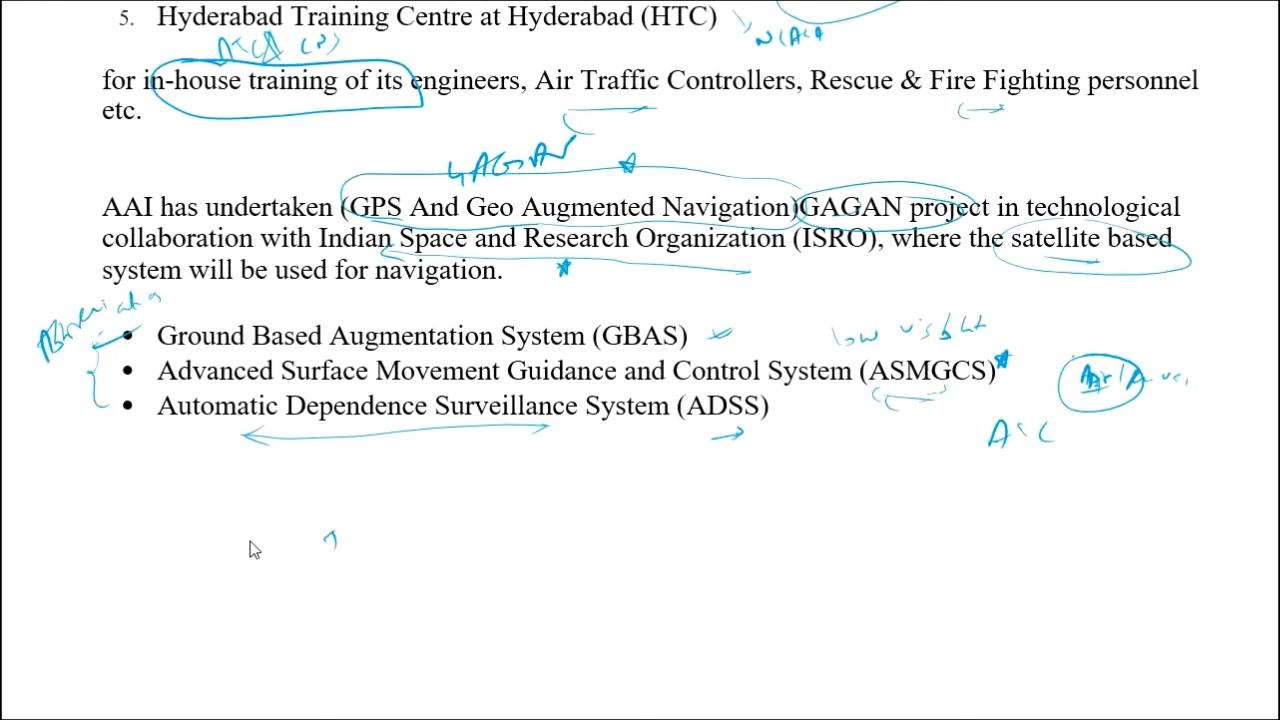 5. Hyderabad Training Centre at Hyderabad (HTC)
for in-house training of its engineers, Air Traffic Controllers, Rescue & Fire Fighting personnel
etc.
GAGAN
AAI has undertaken (GPS And Geo Augmented Navigation)GAGAN project in technological
collaboration with Indian Space and Research Organization (ISRO), where the satellite based
system will be used for navigation.
• Ground Based Augmentation System (GBAS)
low
• Advanced Surface Movement Guidance and Control System (ASMGCS)
• Automatic Dependence Surveillance System (ADSS)